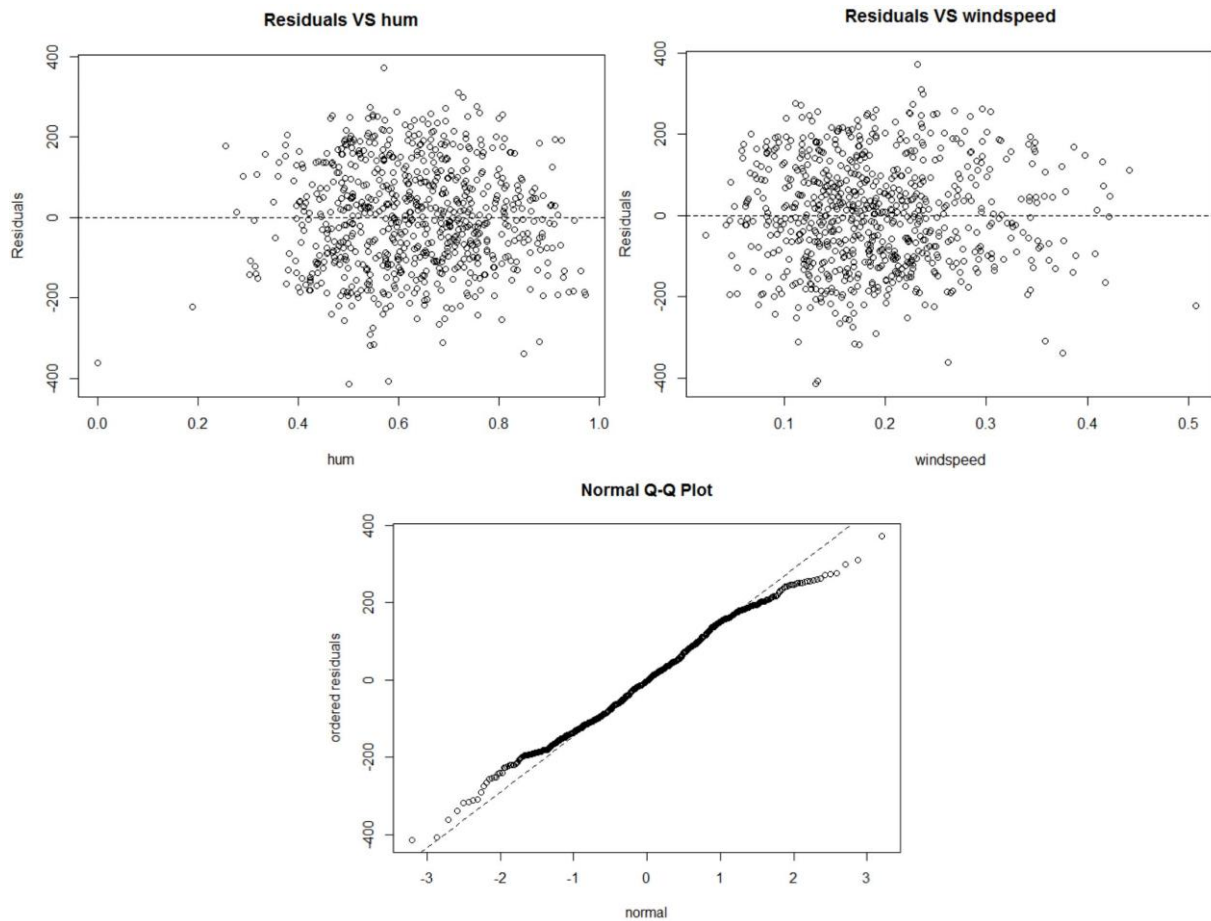 Residuals VS hum
Residuals
400
200
0
-200
-400
0.0 0.2 0.4 0.6 0.8 1.0
hum
Residuals VS windspeed
Residuals
400
200
0
-200
-400
0.1 0.2 0.3 0.4 0.5
windspeed
Normal Q-Q Plot
ordered residuals
400
200
0
-200
-400
-3 -2 -1 0 1 2 3
normal